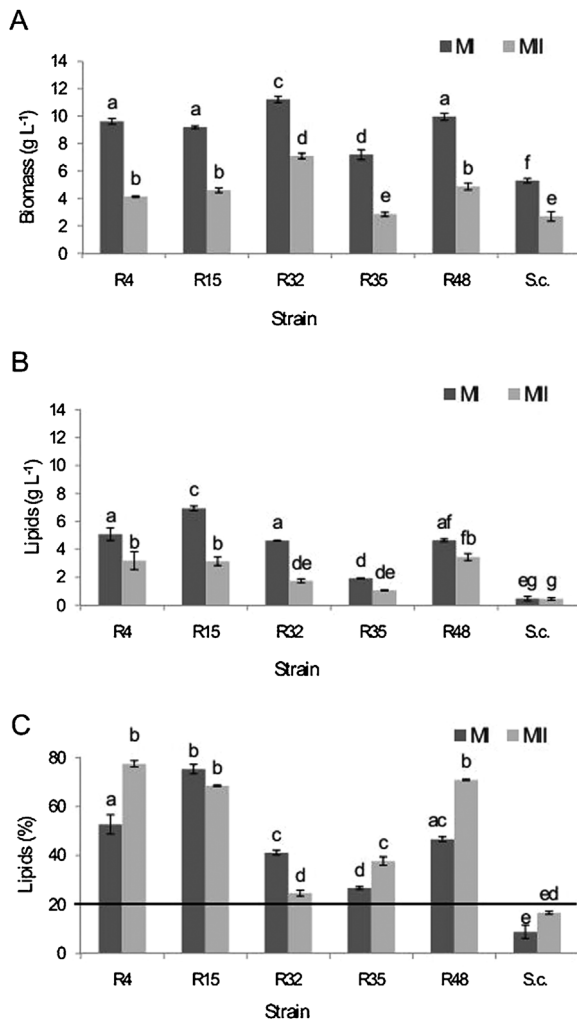 A
MI MII
14
12
10
8
6
4
2
0
Biomass (g L-1)
a b a b c d d e a b f e
R4 R15 R32 R35 R48 S.c.
Strain
B
MI MII
14
12
10
8
6
4
2
0
Lipids (g L-1)
a b c b a de d de af fb eg g
R4 R15 R32 R35 R48 S.c.
Strain
C
MI MII
80
60
40
20
0
Lipids (%)
a b b b c d d c ac b e ed
R4 R15 R32 R35 R48 S.c.
Strain